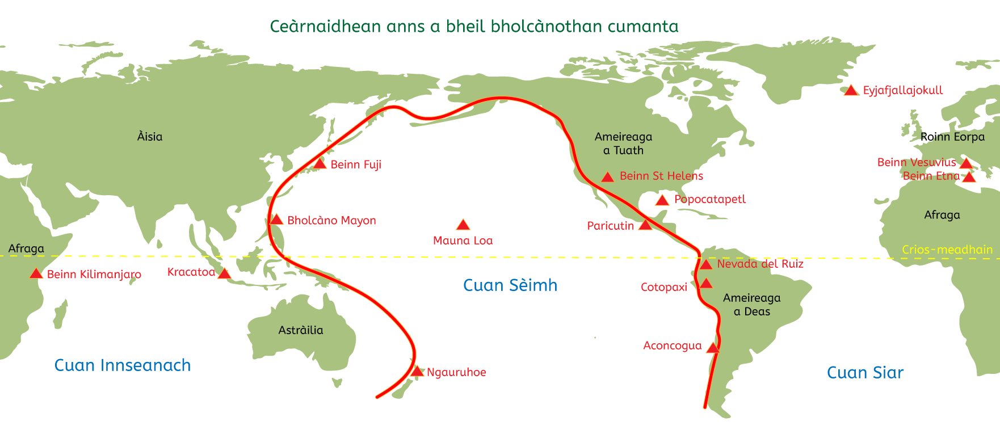 Ceàrnaidhean anns a bheil bholcànothan cumanta
Eyjafjallajokull
Àisia
Ameireaga
a Tuath
Roinn Eorpa
Beinn Fuji
Beinn Vesuvius
Beinn St Helens
Beinn Etna
Popocatapetl
Bholcàno Mayon
Afraga
Paricutin
Mauna Loa
Afraga
Crios-meadhain
Nevada del Ruiz
Beinn Kilimanjaro
Kracatoa
Cuan Sèimh
Cotopaxi
Ameireaga
a Deas
Astràilia
Aconcogua
Cuan Innseanach
Ngauruhoe
Cuan Siar